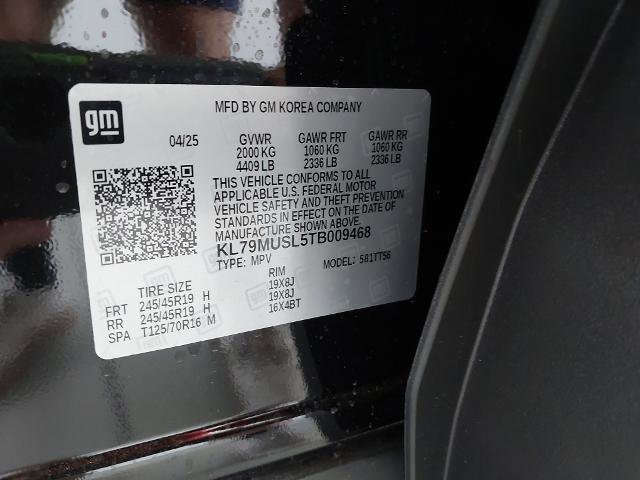 gm
MFD BY GM KOREA COMPANY
04/25 GVWR GAWR FRT GAWR RR
2000 KG 1060 KG 1060 KG
4409 LB 2336 LB 2336 LB
THIS VEHICLE CONFORMS TO ALL
APPLICABLE U.S. FEDERAL MOTOR
VEHICLE SAFETY AND THEFT PREVENTION
STANDARDS IN EFFECT ON THE DATE OF
MANUFACTURE SHOWN ABOVE.
KL79MUSL5TB009468
TYPE: MPV MODEL: 581TT56
TIRE SIZE RIM
FRT 245/45R19 H 19X8J
RR 245/45R19 H 19X8J
SPA T125/70R16 M 16X4BT